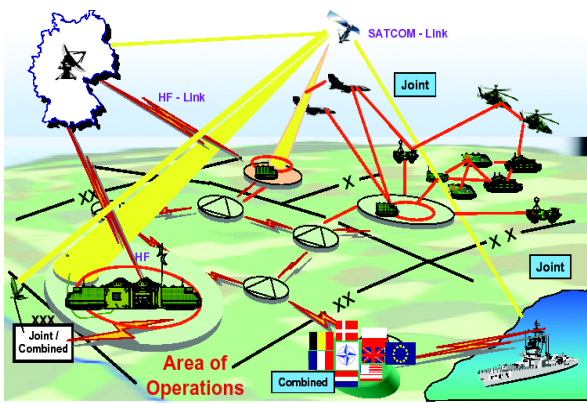 SATCOM - Link
HF - Link
Joint
XX
X
X X
HF
Joint
XX
XXX
Joint /
Combined
Area of
Operations
Combined